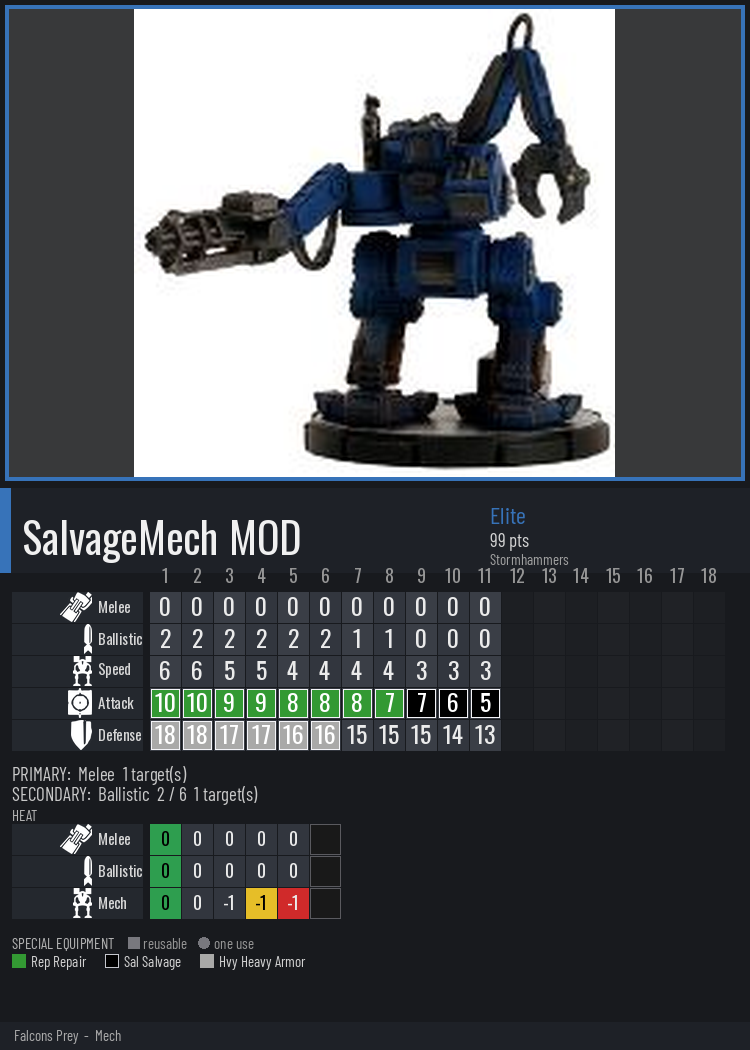 SalvageMech MOD
Elite
99 pts
Stormhammers
1 2 3 4 5 6 7 8 9 10 11 12 13 14 15 16 17 18
Melee 0 0 0 0 0 0 0 0 0 0 0
Ballistic 2 2 2 2 2 2 1 1 0 0 0
Speed 6 6 5 5 4 4 4 4 3 3 3
Attack 10 10 9 9 8 8 8 7 7 6 5
Defense 18 18 17 17 16 16 15 15 15 14 13
PRIMARY: Melee 1 target(s)
SECONDARY: Ballistic 2 / 6 1 target(s)
HEAT
Melee 0 0 0 0 0
Ballistic 0 0 0 0 0
Mech 0 0 -1 -1 -1
SPECIAL EQUIPMENT reusable one use
Rep Repair Sal Salvage Hvy Heavy Armor
Falcons Prey - Mech